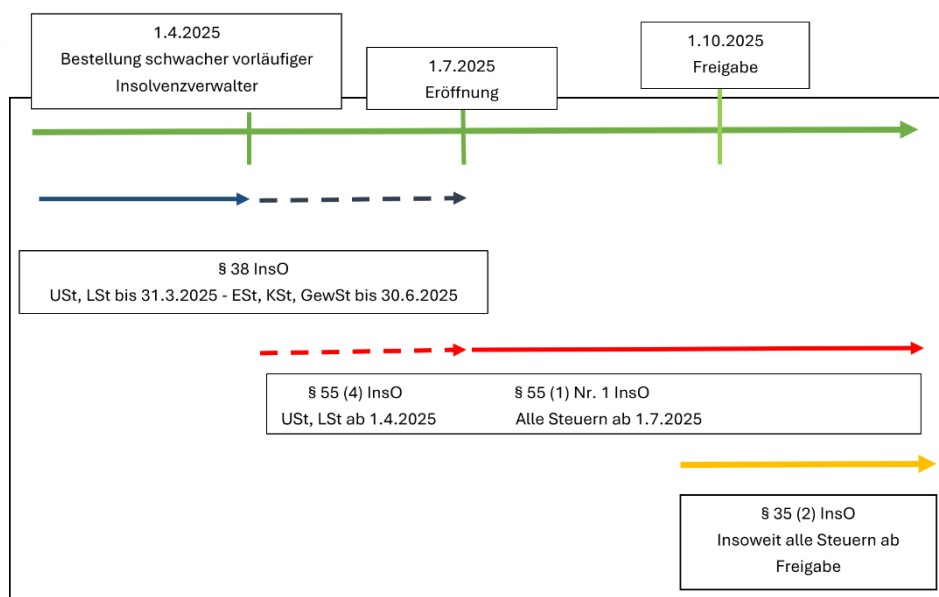 1.4.2025
Bestellung schwacher vorläufiger
Insolvenzverwalter
1.7.2025
Eröffnung
1.10.2025
Freigabe
§ 38 InsO
USt, LSt bis 31.3.2025 - ESt, KSt, GewSt bis 30.6.2025
§ 55 (4) InsO § 55 (1) Nr. 1 InsO
USt, LSt ab 1.4.2025 Alle Steuern ab 1.7.2025
§ 35 (2) InsO
Insoweit alle Steuern ab
Freigabe